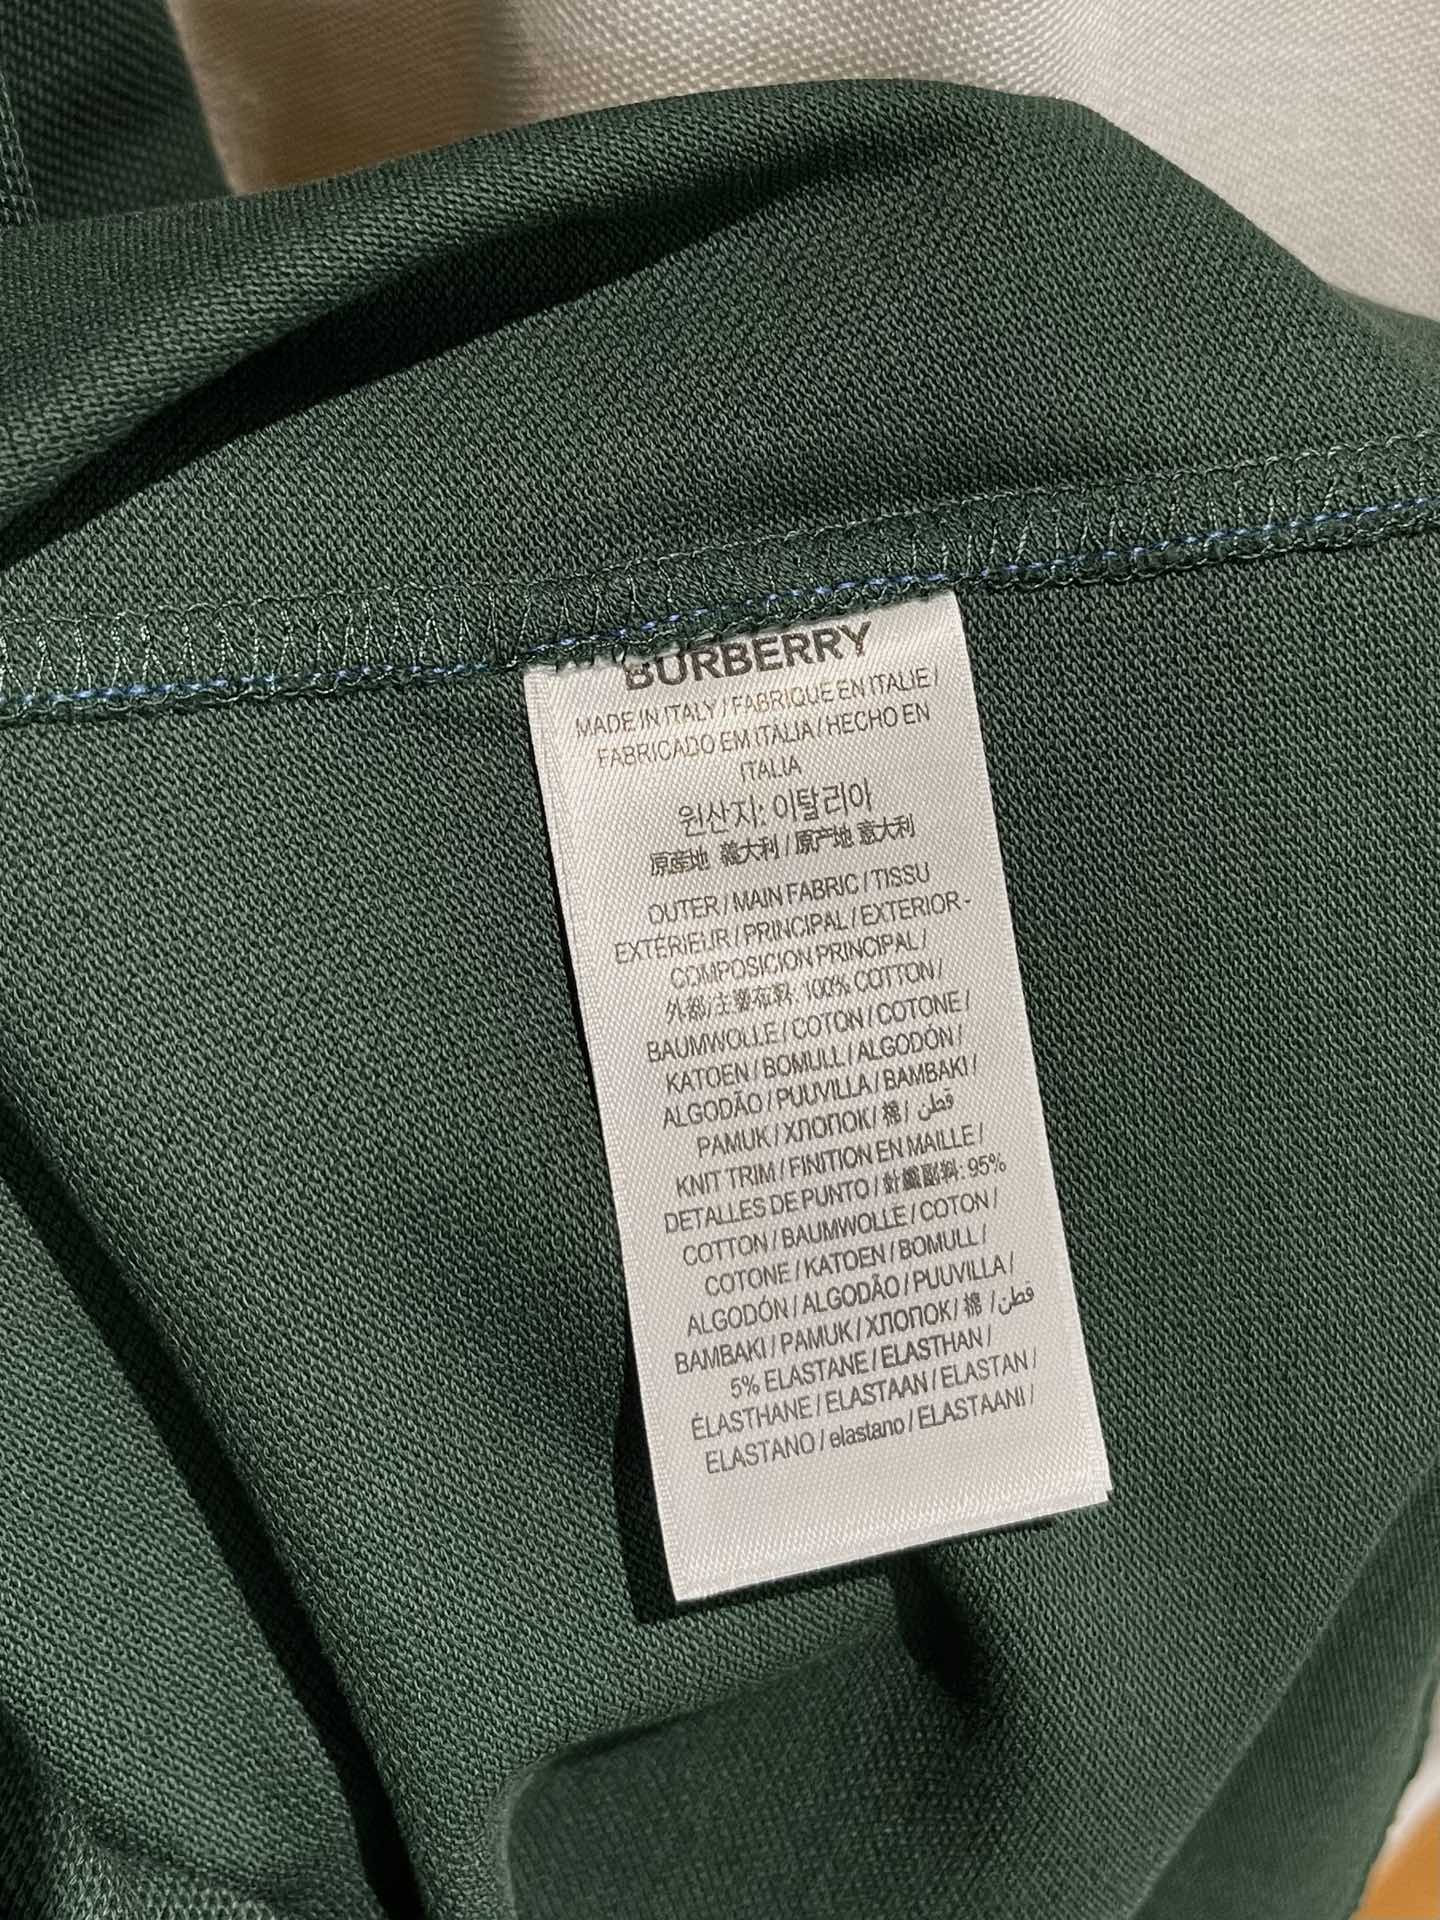 BURBERRY
MADE IN ITALY / FABRIQUE EN ITALIE /
FABRICADO EM ITÁLIA / HECHO EN
ITALIA
원산지: 이탈리아
原産地 義大利 / 原产地 意大利
OUTER / MAIN FABRIC / TISSU
EXTÉRIEUR / PRINCIPAL / EXTERIOR-
COMPOSICION PRINCIPAL /
外部/主要布料: 100% COTTON /
BAUMWOLLE / COTON / COTONE /
KATOEN / BOMULL / ALGODÓN /
ALGODÃO / PUUVILLA / BAMBAKI /
PAMUK / ХЛОПОК / 棉 / قطن
KNIT TRIM / FINITION EN MAILLE /
DETALLES DE PUNTO / 針織副料: 95%
COTTON / BAUMWOLLE / COTON /
COTONE / KATOEN / BOMULL /
ALGODÓN / ALGODÃO / PUUVILLA /
BAMBAKI / PAMUK / ХЛОПОК / 棉 / قطن
5% ELASTANE / ELASTHAN /
ÉLASTHANE / ELASTAAN / ELASTAN /
ELASTANO / elastano / ELASTAANI /